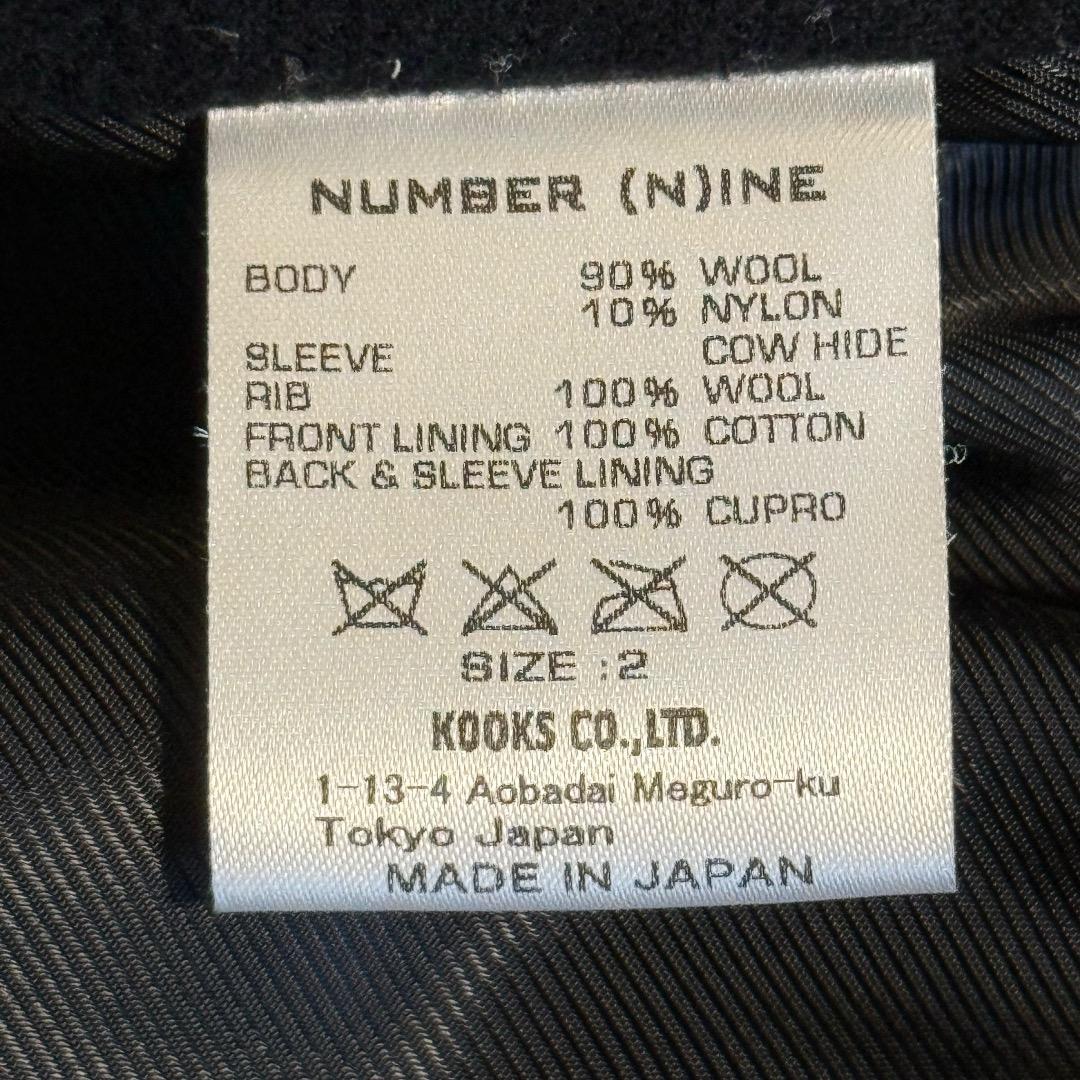 NUMBER (N)INE
BODY 90% WOOL
10% NYLON
SLEEVE COW HIDE
RIB 100% WOOL
FRONT LINING 100% COTTON
BACK & SLEEVE LINING
100% CUPRO
SIZE :2
KOOKS CO.,LTD.
1-13-4 Aobadai Meguro-ku
Tokyo Japan
MADE IN JAPAN